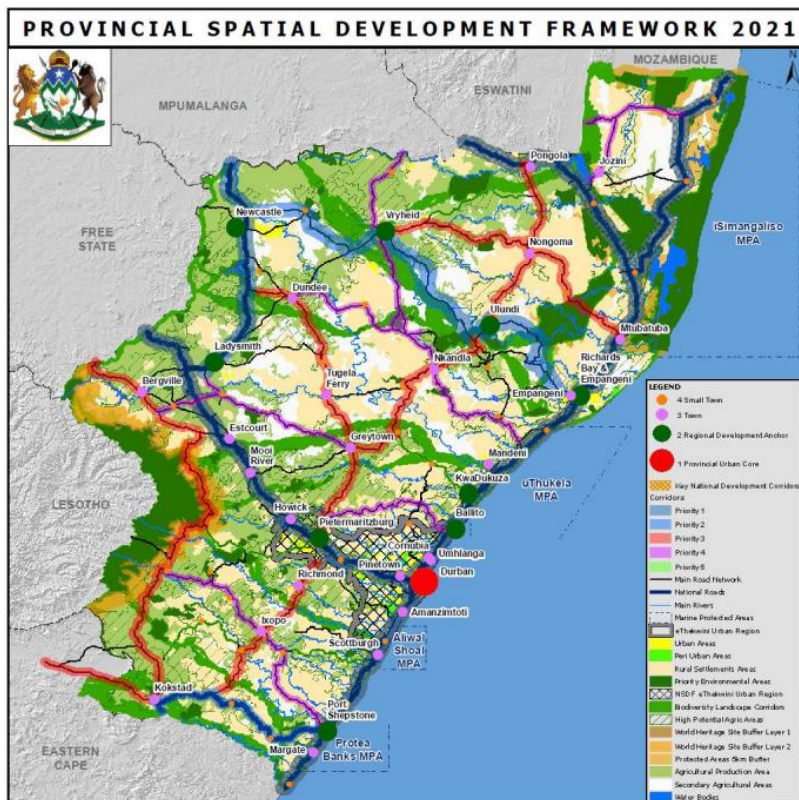 PROVINCIAL SPATIAL DEVELOPMENT FRAMEWORK 2021
MOZAMBIQUE
N
ESWATINI
MPUMALANGA
Pongola
Jozini
Newcastle
Vryheid
iSimangaliso
MPA
FREE
STATE
Nongoma
Dundee
Ulundi
Mtubatuba
Ladysmith
Nkandla
Richards
Bay &
Empangeni
Bergville
Tugela
Ferry
Empangeni
Estcourt
Greytown
Mooi
River
Mandeni
KwaDukuza
uThukela
MPA
LESOTHO
Howick
Ballito
Pietermaritzburg
Cornubia
Umhlanga
Pinetown
Durban
Richmond
Amanzimtoti
Ixopo
Scottburgh
Aliwal
Shoal
MPA
Kokstad
Port
Shepstone
EASTERN
CAPE
Margate
Protea
Banks MPA
LEGEND
4 Small Town
3 Town
2 Regional Development Anchor
1 Provincial Urban Core
Key National Development Corridors
Corridors
Priority 1
Priority 2
Priority 3
Priority 4
Priority 5
Main Road Network
National Roads
Main Rivers
Marine Protected Areas
eThekwini Urban Region
Urban Areas
Peri Urban Areas
Rural Settlements Areas
Priority Environmental Areas
NSDF eThekwini Urban Region
Biodiveristy Landscape Corridors
High Potential Agric Areas
World Heritage Site Buffer Layer 1
World Heritage Site Buffer Layer 2
Protected Areas 5km Buffer
Agricultural Production Area
Secondary Agricultural Areas
Water Bodies